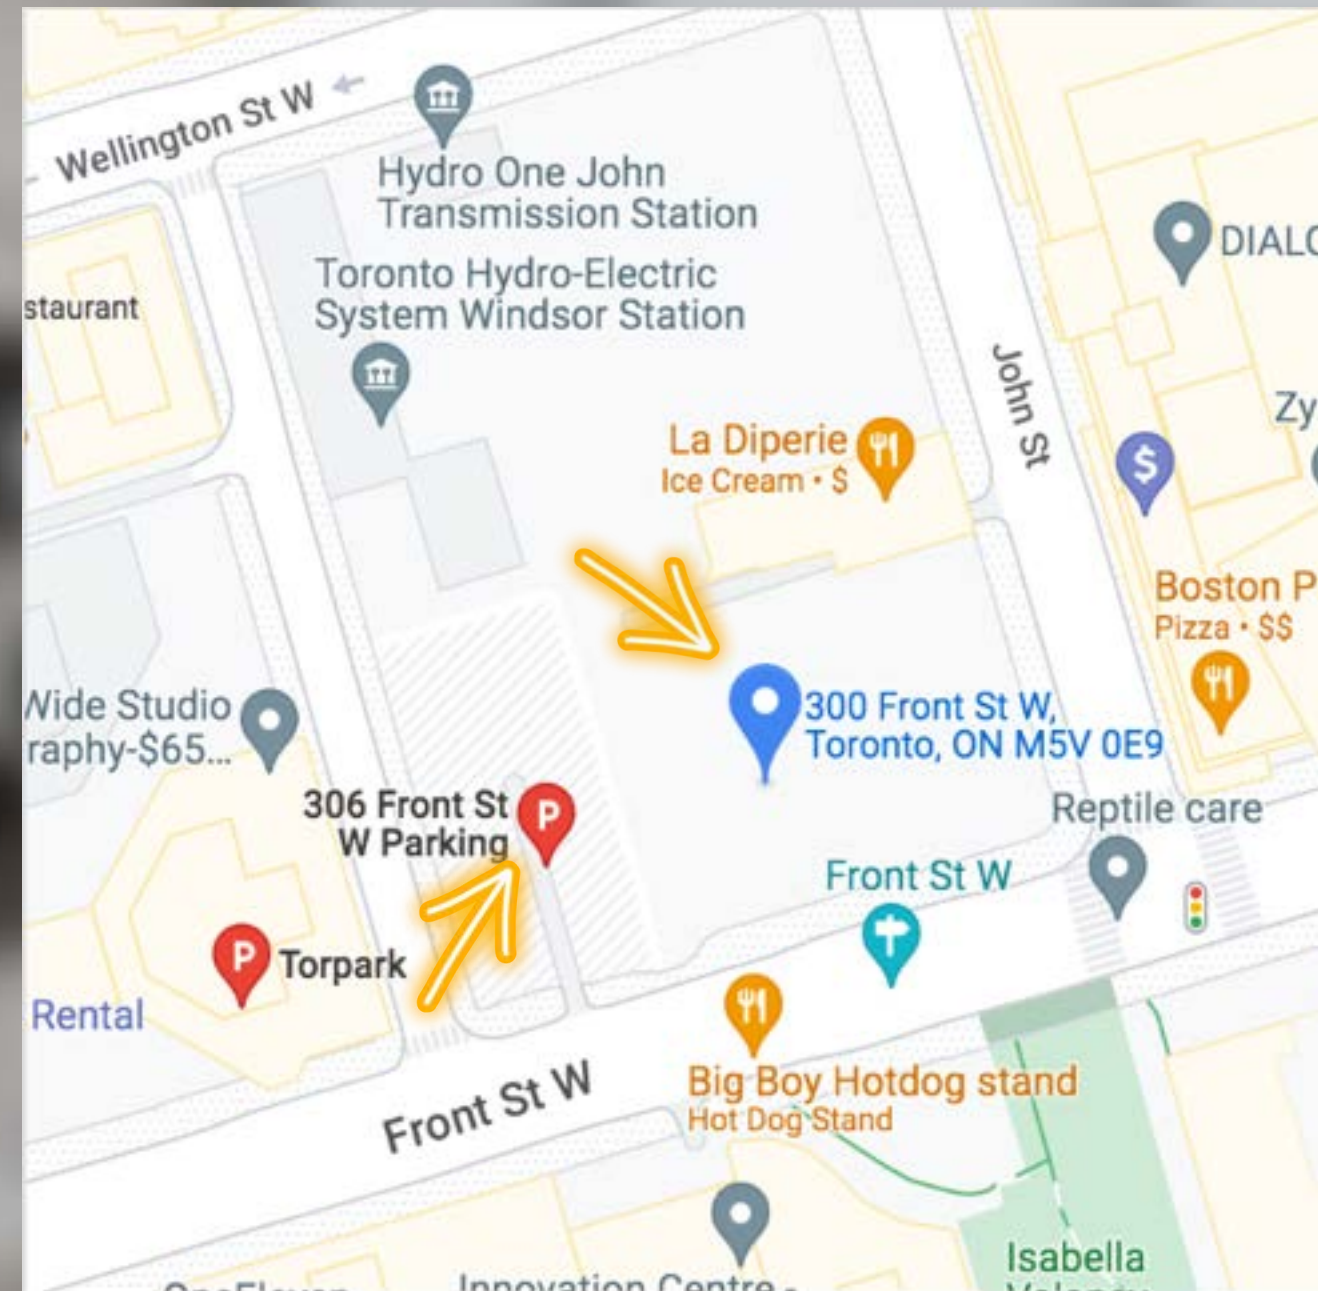 Wellington St W
Hydro One John
Transmission Station
Toronto Hydro-Electric
System Windsor Station
staurant
John St
La Diperie
Ice Cream • $
$
Boston P
Pizza • $$
Wide Studio
raphy-$65...
300 Front St W,
Toronto, ON M5V 0E9
306 Front St
W Parking
P
Reptile care
Front St W
P
Torpark
Rental
Front St W
Big Boy Hotdog stand
Hot Dog Stand
Isabella
Innovation Centre